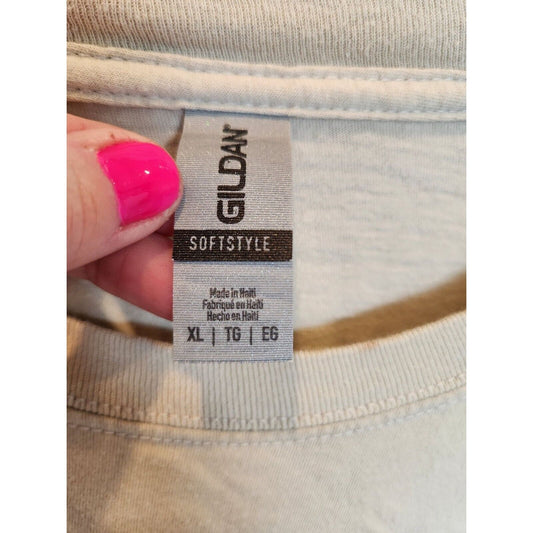 GILDAN®
SOFTSTYLE
Made in Haiti
Fabriqué en Haïti
Hecho en Haití
XL | TG | EG